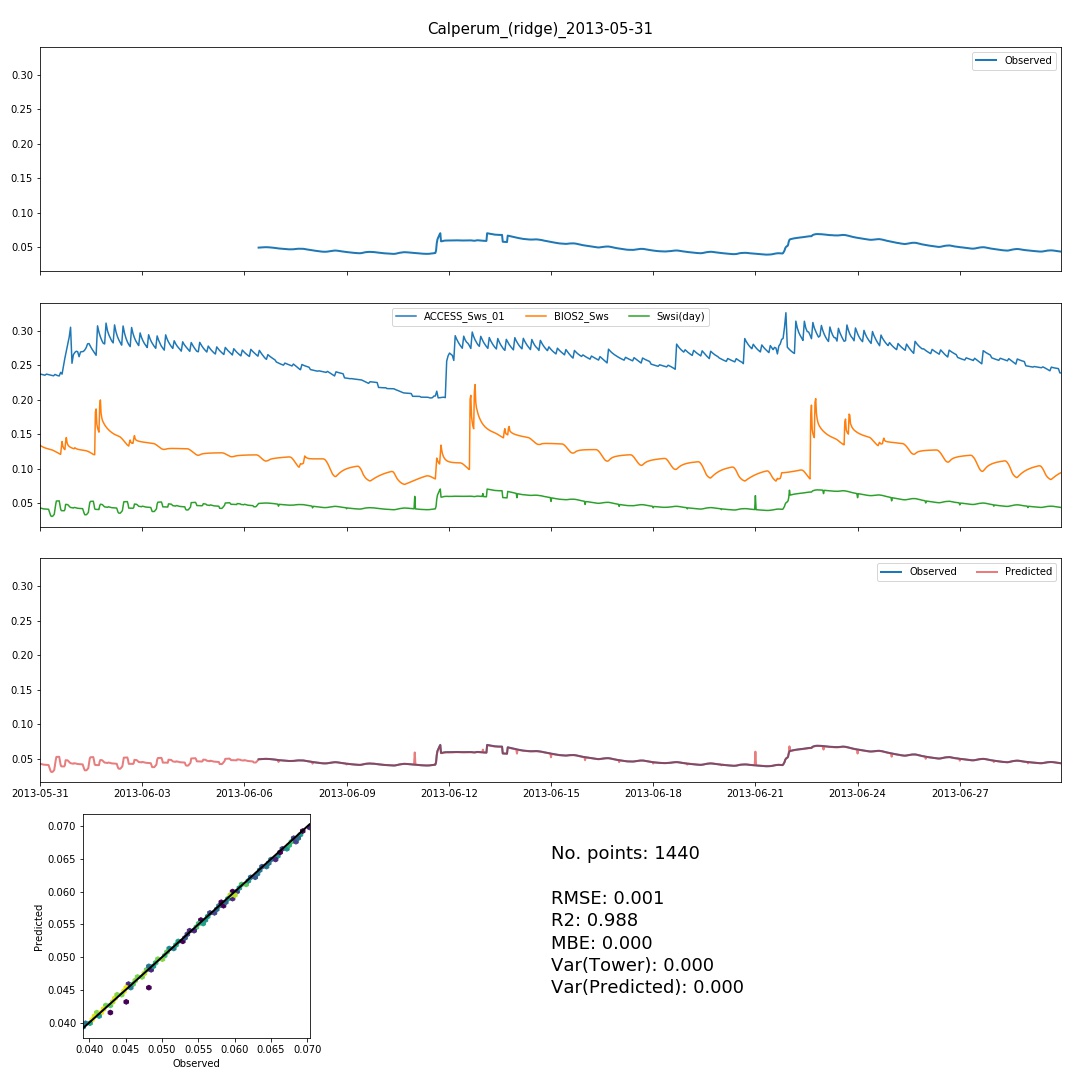 Calperum_(ridge)_2013-05-31
Observed
0.30
0.25
0.20
0.15
0.10
0.05
ACCESS_Sws_01 BIOS2_Sws Swsi(day)
0.30
0.25
0.20
0.15
0.10
0.05
Observed Predicted
0.30
0.25
0.20
0.15
0.10
0.05
2013-05-31 2013-06-03 2013-06-06 2013-06-09 2013-06-12 2013-06-15 2013-06-18 2013-06-21 2013-06-24 2013-06-27
0.070
0.065
0.060
0.055
0.050
0.045
0.040
Predicted
0.040 0.045 0.050 0.055 0.060 0.065 0.070
Observed
No. points: 1440
RMSE: 0.001
R2: 0.988
MBE: 0.000
Var(Tower): 0.000
Var(Predicted): 0.000